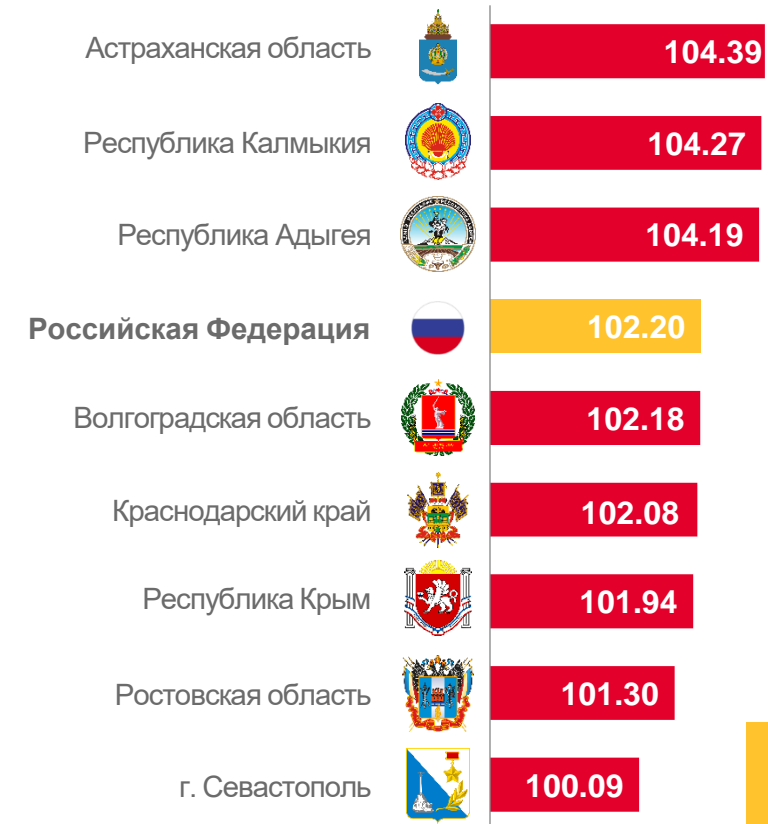 Астраханская область 104.39
Республика Калмыкия 104.27
Республика Адыгея 104.19
Российская Федерация 102.20
Волгоградская область 102.18
Краснодарский край 102.08
Республика Крым 101.94
Ростовская область 101.30
г. Севастополь 100.09